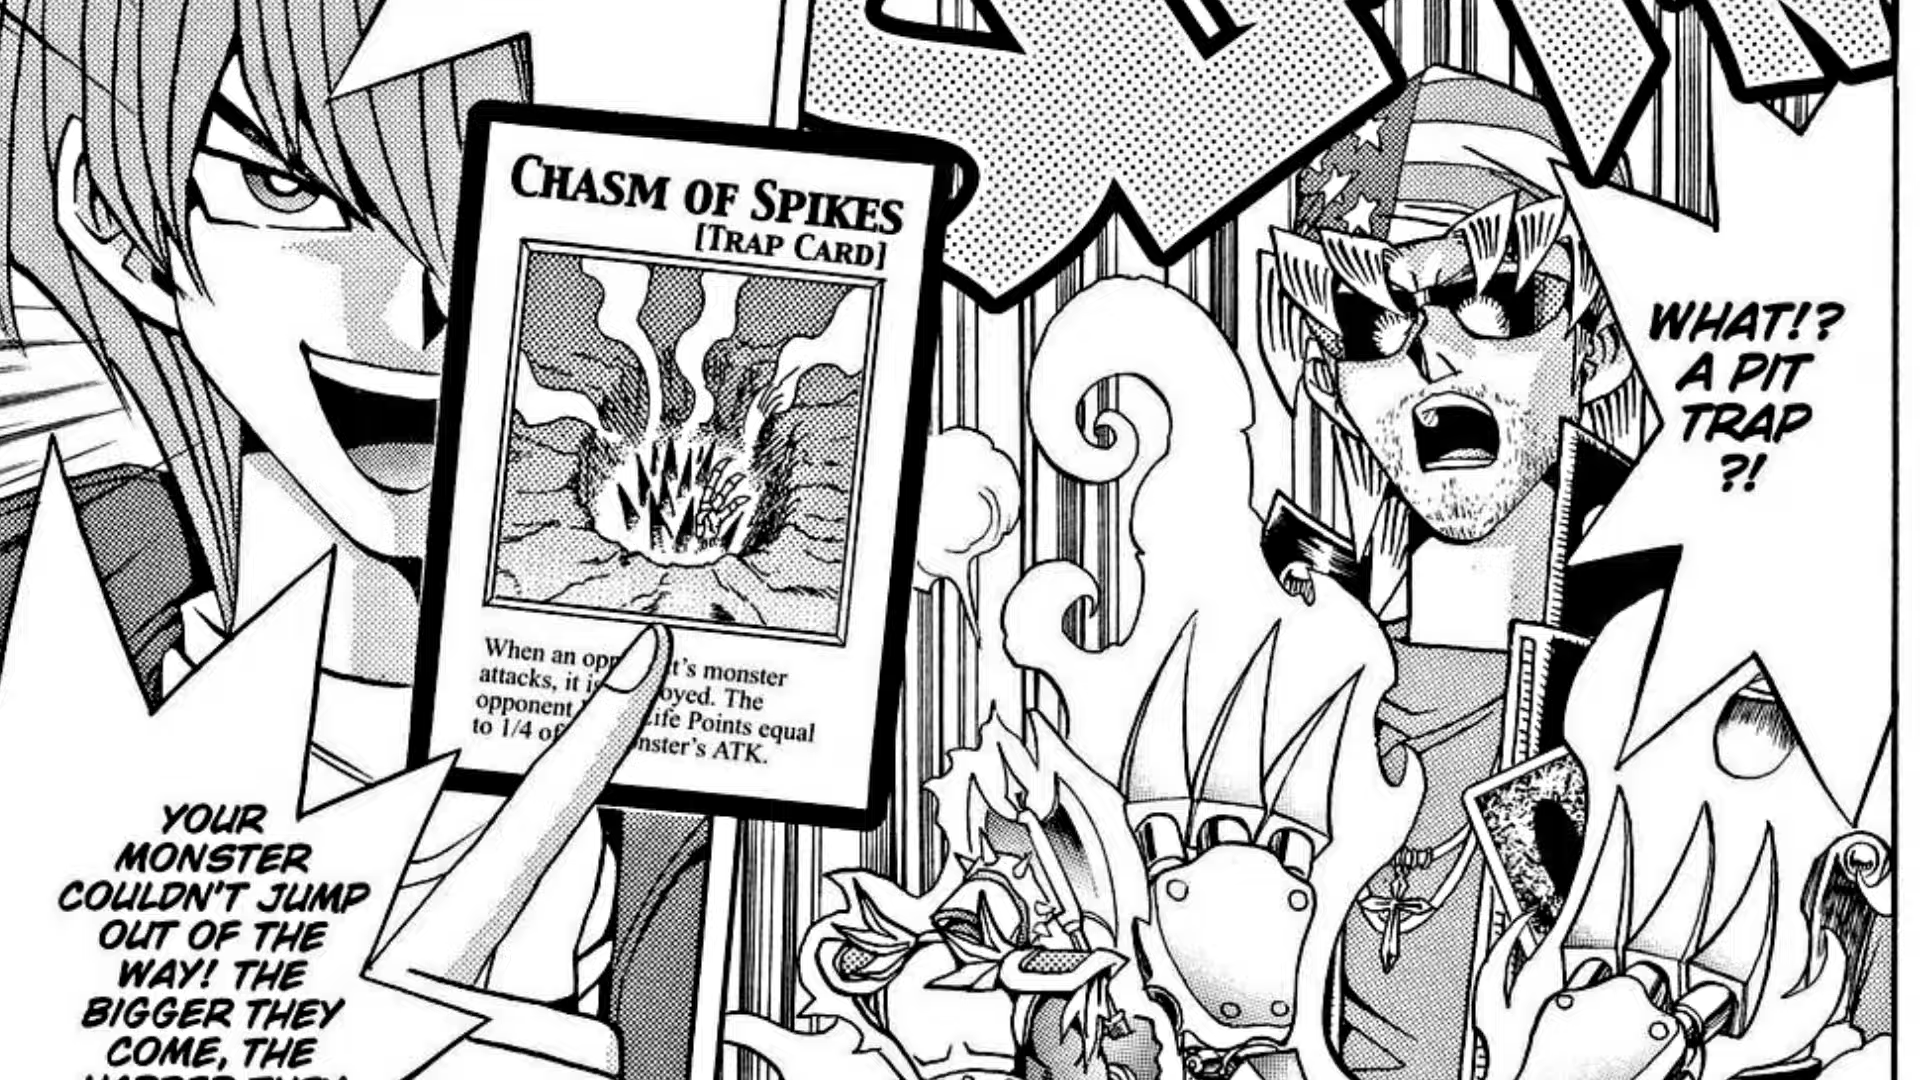 CHASM OF SPIKES
[TRAP CARD]
When an opp t's monster
attacks, it is oyed. The
opponent Life Points equal
to 1/4 of nster's ATK.
WHAT!?
A PIT
TRAP
?!
YOUR
MONSTER
COULDN'T JUMP
OUT OF THE
WAY! THE
BIGGER THEY
COME, THE